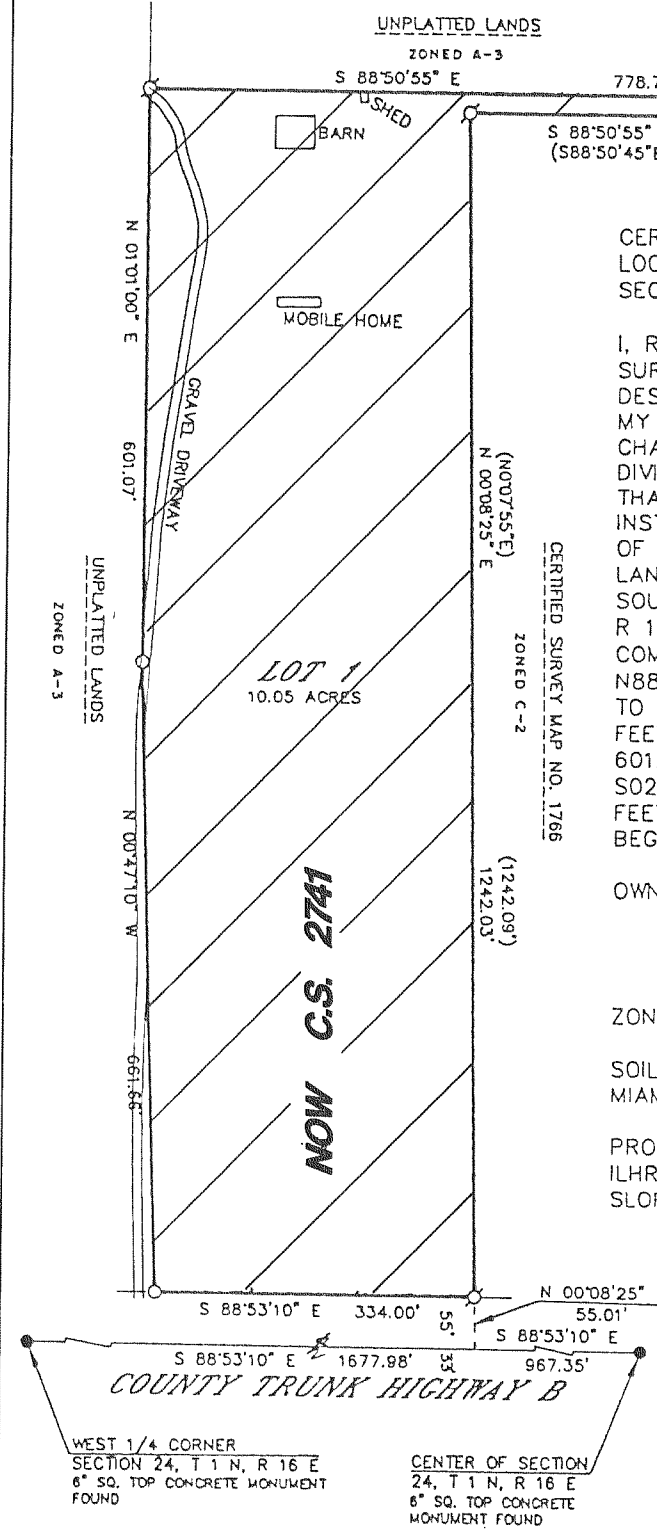 UNPLATTED LANDS
ZONED A-3
S 88°50'55" E
778.7
SHED
BARN
S 88°50'55"
(S88°50'45"E
N 01°01'00" E
601.07'
MOBILE HOME
GRAVEL DRIVEWAY
(N0°07'55"E)
N 00°08'25" E
UNPLATTED LANDS
ZONED A-3
LOT 1
10.05 ACRES
CERTIFIED SURVEY MAP NO. 1766
ZONED C-2
N 00°47'10" W
661.66'
(1242.09')
1242.03'
NOW C.S. 2741
CER
LOC
SEC
I, R
SUR
DES
MY
CHA
DIVI
THA
INST
OF
LAN
SOU
R 1
COM
N88
TO
FEE
601
S02
FEET
BEG
OWN
ZON
SOIL
MIAM
PRO
ILHR
SLOP
S 88°53'10" E 334.00'
55'
33'
N 00°08'25"
55.01'
S 88°53'10" E
967.35'
S 88°53'10" E 1677.98'
COUNTY TRUNK HIGHWAY B
WEST 1/4 CORNER
SECTION 24, T 1 N, R 16 E
6" SQ. TOP CONCRETE MONUMENT
FOUND
CENTER OF SECTION
24, T 1 N, R 16 E
6" SQ. TOP CONCRETE
MONUMENT FOUND